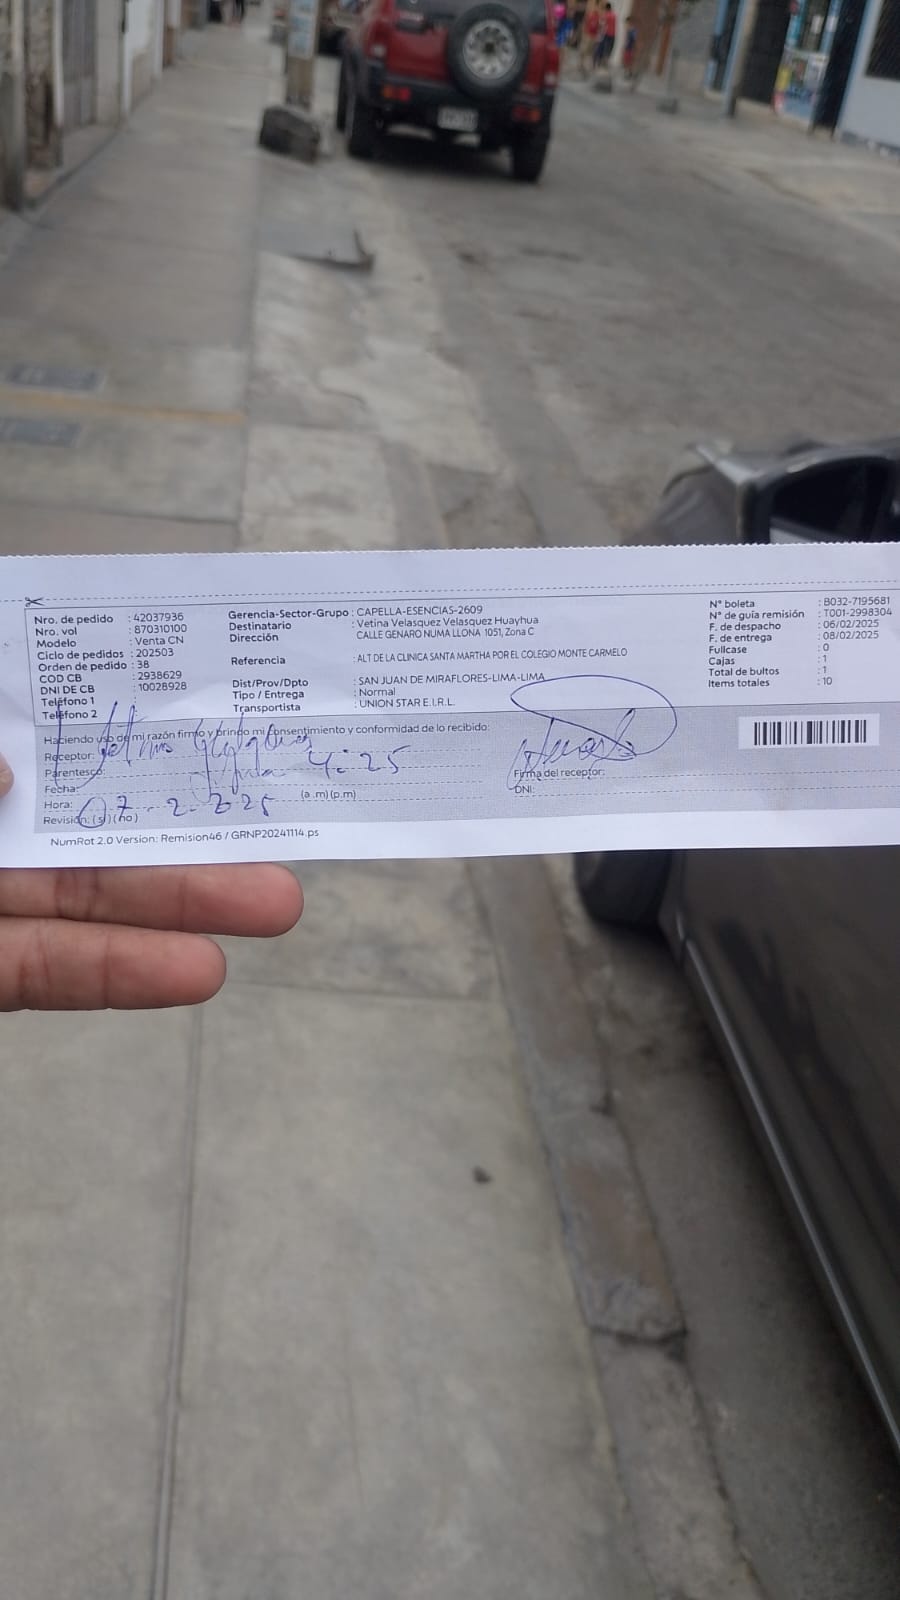 Nro. de pedido : 42037936
Nro. vol : 870310100
Modelo : Venta CN
Ciclo de pedidos : 202503
Orden de pedido : 38
COD CB : 2938629
DNI DE CB : 10028928
Teléfono 1 :
Teléfono 2 :
Gerencia-Sector-Grupo : CAPELLA-ESENCIAS-2609
Destinatario : Vetina Velasquez Velasquez Huayhua
Dirección CALLE GENARO NUMA LLONA 1051, Zona C
Referencia : ALT DE LA CLINICA SANTA MARTHA POR EL COLEGIO MONTE CARMELO
Dist/Prov/Dpto : SAN JUAN DE MIRAFLORES-LIMA-LIMA
Tipo / Entrega : Normal
Transportista : UNION STAR E.I.R.L.
N° boleta : B032-7195681
N° de guía remisión : T001-2998304
F. de despacho : 06/02/2025
F. de entrega : 08/02/2025
Fullcase : 0
Cajas : 1
Total de bultos : 1
Items totales : 10
Haciendo uso de mi razón firmo y brindo mi consentimiento y conformidad de lo recibido:
Receptor:
Parentesco:
4:25
Fecha:
Hora: (a.m)(p.m)
7-2-2025
Revisión: (si)(no)
Firma del receptor:
DNI:
NumRot 2.0 Version: Remision46 / GRNP20241114.ps